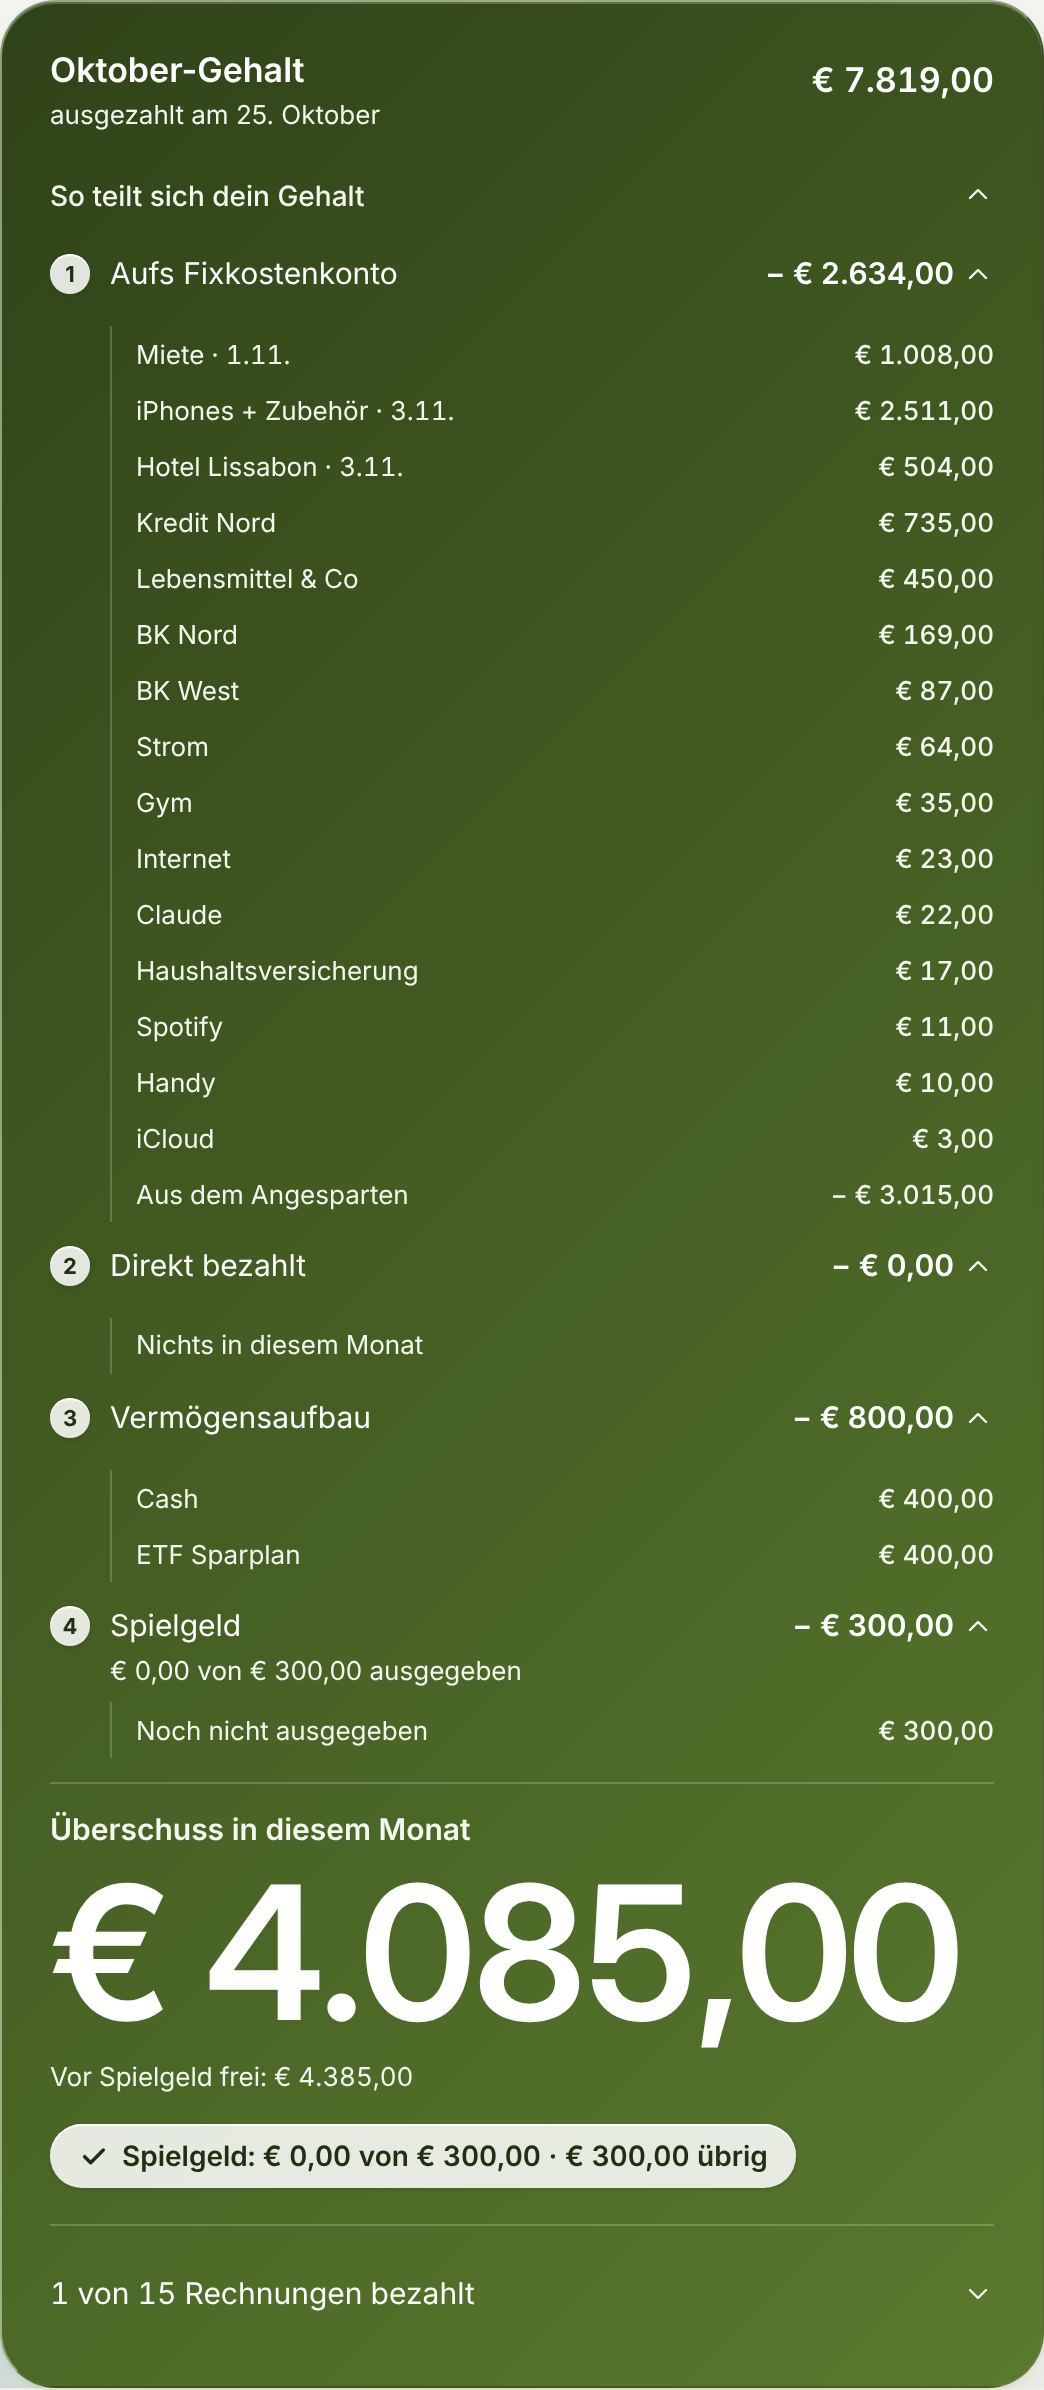 Oktober-Gehalt
€ 7.819,00
ausgezahlt am 25. Oktober
So teilt sich dein Gehalt
1 Aufs Fixkostenkonto – € 2.634,00
Miete · 1.11. € 1.008,00
iPhones + Zubehör · 3.11. € 2.511,00
Hotel Lissabon · 3.11. € 504,00
Kredit Nord € 735,00
Lebensmittel & Co € 450,00
BK Nord € 169,00
BK West € 87,00
Strom € 64,00
Gym € 35,00
Internet € 23,00
Claude € 22,00
Haushaltsversicherung € 17,00
Spotify € 11,00
Handy € 10,00
iCloud € 3,00
Aus dem Angesparten – € 3.015,00
2 Direkt bezahlt – € 0,00
Nichts in diesem Monat
3 Vermögensaufbau – € 800,00
Cash € 400,00
ETF Sparplan € 400,00
4 Spielgeld – € 300,00
€ 0,00 von € 300,00 ausgegeben
Noch nicht ausgegeben € 300,00
Überschuss in diesem Monat
€ 4.085,00
Vor Spielgeld frei: € 4.385,00
Spielgeld: € 0,00 von € 300,00 · € 300,00 übrig
1 von 15 Rechnungen bezahlt